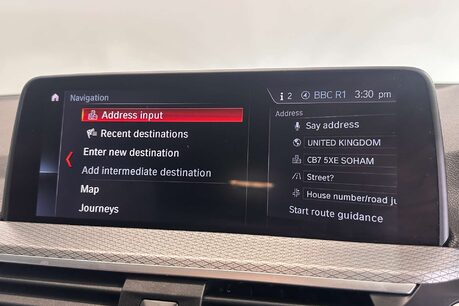 Navigation
i 2 BBC R1 3:30 pm
Address input
Recent destinations
Enter new destination
Add intermediate destination
Map
Journeys
Address
Say address
UNITED KINGDOM
CB7 5XE SOHAM
Street?
House number/road ju
Start route guidance